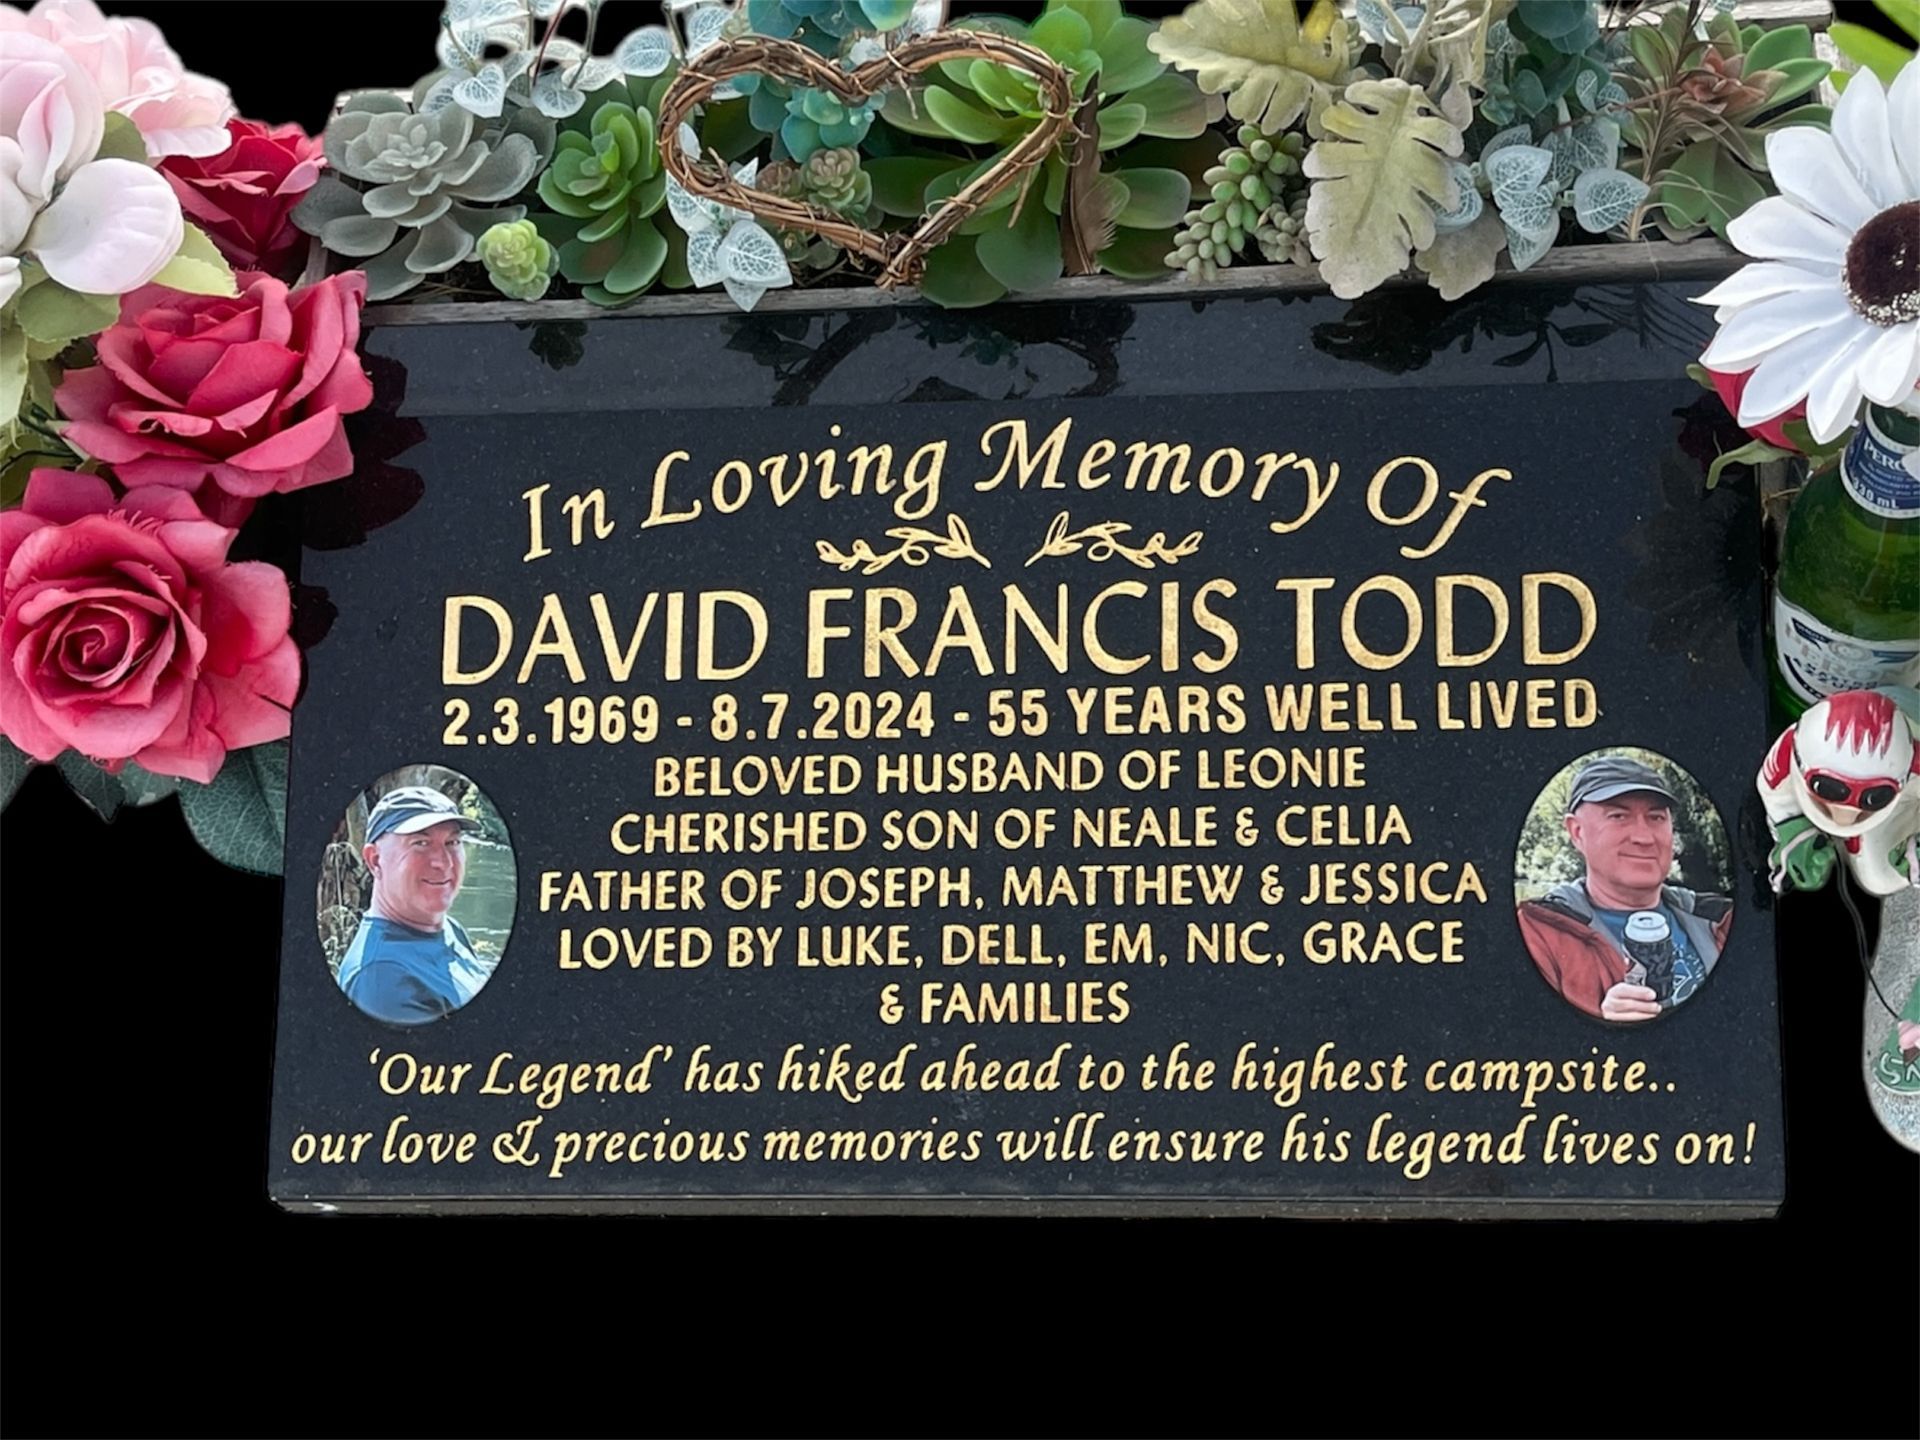 In Loving Memory Of
DAVID FRANCIS TODD
2.3.1969 - 8.7.2024 - 55 YEARS WELL LIVED
BELOVED HUSBAND OF LEONIE
CHERISHED SON OF NEALE & CELIA
FATHER OF JOSEPH, MATTHEW & JESSICA
LOVED BY LUKE, DELL, EM, NIC, GRACE
& FAMILIES
‘Our Legend’ has hiked ahead to the highest campsite..
our love & precious memories will ensure his legend lives on!
330 mL